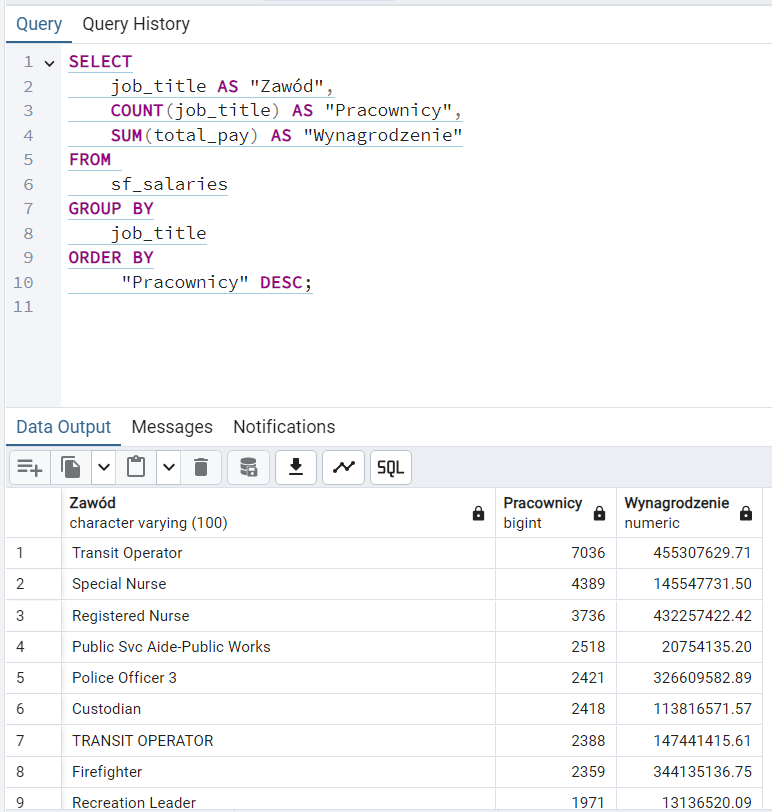 Query Query History
1 SELECT
2 job_title AS "Zawód",
3 COUNT(job_title) AS "Pracownicy",
4 SUM(total_pay) AS "Wynagrodzenie"
5 FROM
6 sf_salaries
7 GROUP BY
8 job_title
9 ORDER BY
10 "Pracownicy" DESC;
11
Data Output Messages Notifications
SQL
Zawód Pracownicy Wynagrodzenie
character varying (100) bigint numeric
1 Transit Operator 7036 455307629.71
2 Special Nurse 4389 145547731.50
3 Registered Nurse 3736 432257422.42
4 Public Svc Aide-Public Works 2518 20754135.20
5 Police Officer 3 2421 326609582.89
6 Custodian 2418 113816571.57
7 TRANSIT OPERATOR 2388 147441415.61
8 Firefighter 2359 344135136.75
9 Recreation Leader 1971 13136520.09